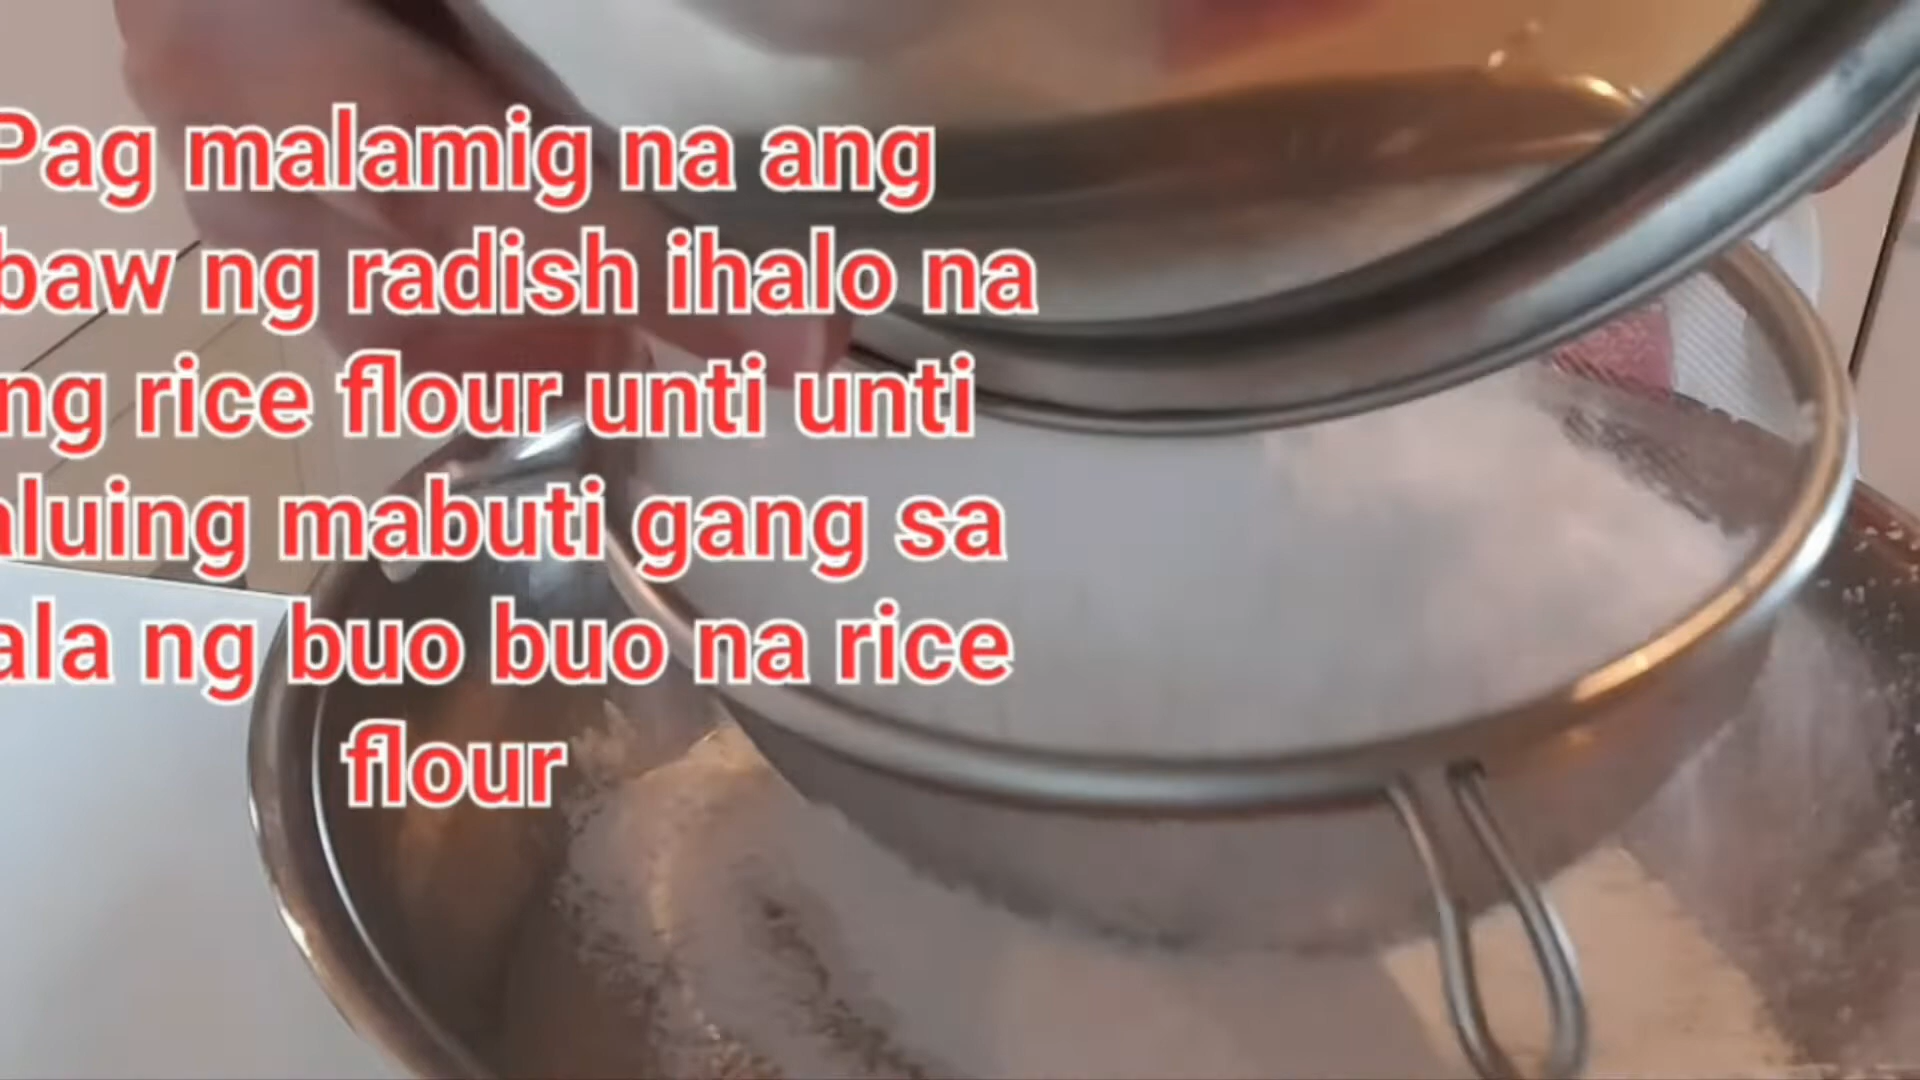 Pag malamig na ang
baw ng radish ihalo na
ng rice flour unti unti
aluing mabuti gang sa
ala ng buo buo na rice
flour